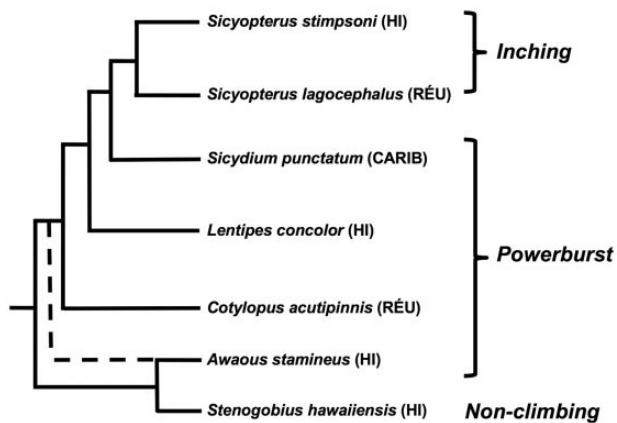 Sicyopterus stimpsoni (HI)
Inching
Sicyopterus lagocephalus (RÉU)
Sicydium punctatum (CARIB)
Lentipes concolor (HI)
Powerburst
Cotylopus acutipinnis (RÉU)
Awaous stamineus (HI)
Stenogobius hawaiiensis (HI) Non-climbing